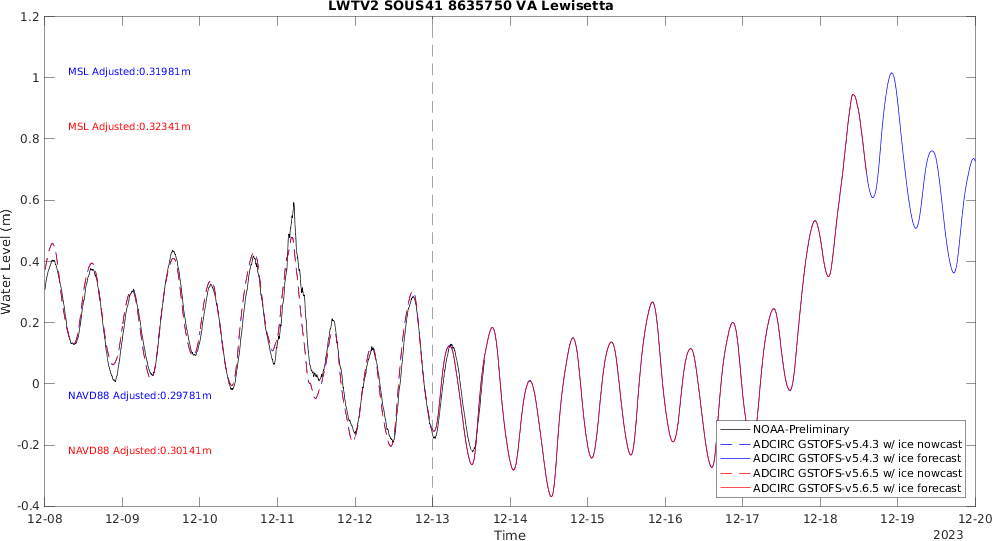 LWTV2 SOUS41 8635750 VA Lewisetta
1.2
1
0.8
0.6
0.4
0.2
0
-0.2
-0.4
Water Level (m)
MSL Adjusted:0.31981m
MSL Adjusted:0.32341m
NAVD88 Adjusted:0.29781m
NAVD88 Adjusted:0.30141m
NOAA-Preliminary
ADCIRC GSTOFS-v5.4.3 w/ ice nowcast
ADCIRC GSTOFS-v5.4.3 w/ ice forecast
ADCIRC GSTOFS-v5.6.5 w/ ice nowcast
ADCIRC GSTOFS-v5.6.5 w/ ice forecast
12-08 12-09 12-10 12-11 12-12 12-13 12-14 12-15 12-16 12-17 12-18 12-19 12-20
Time
2023